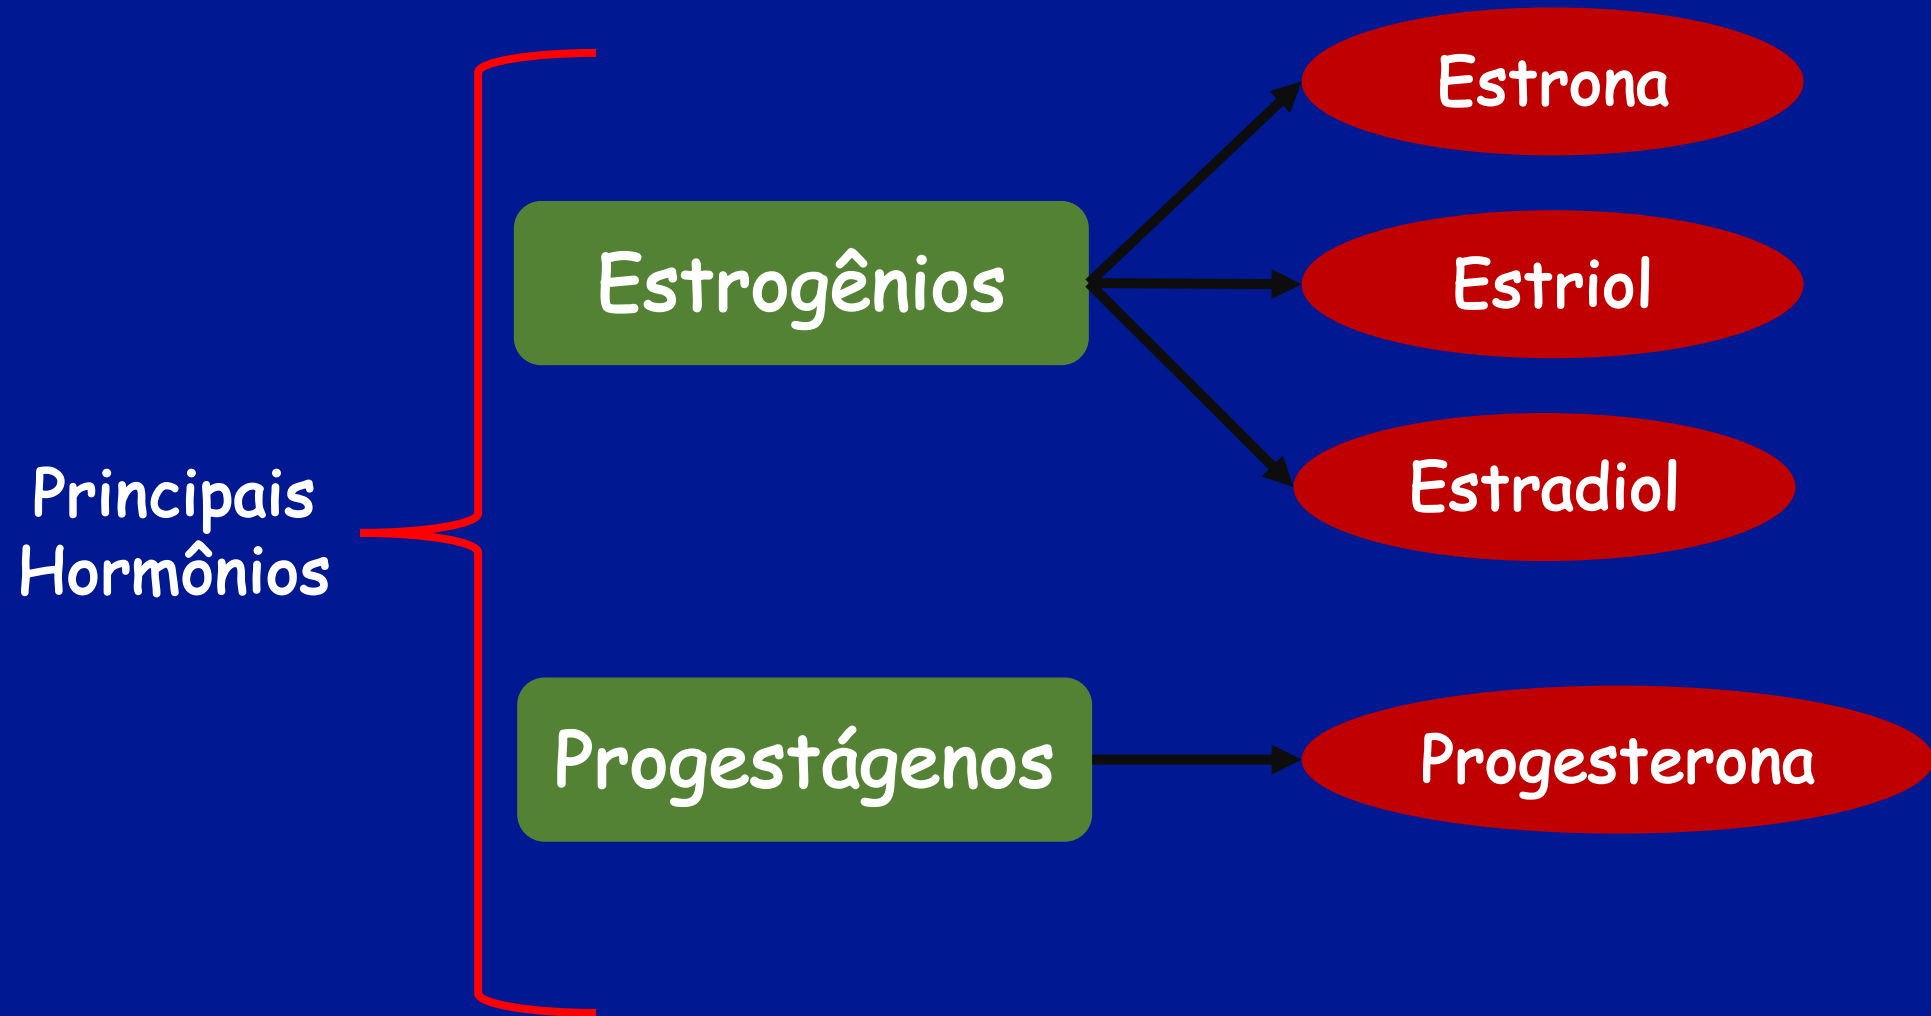 Principais
Hormônios
Estrogênios
Estrona
Estriol
Estradiol
Progestágenos
Progesterona